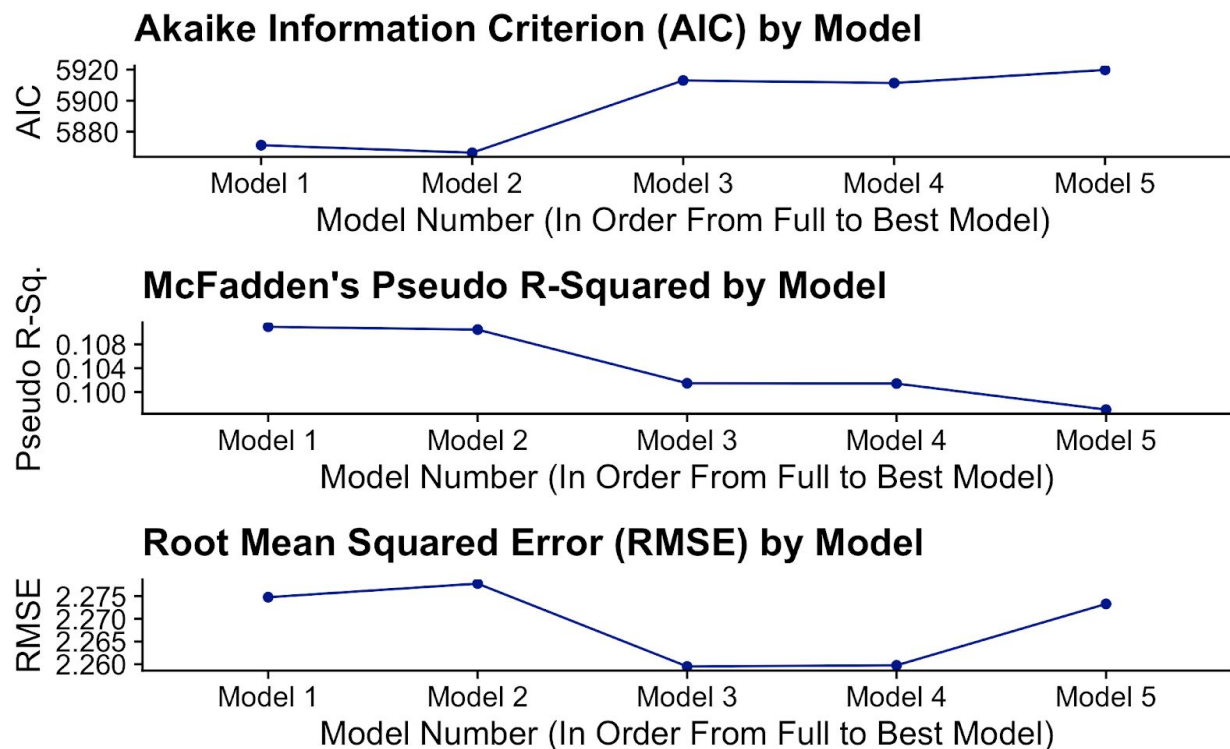 Akaike Information Criterion (AIC) by Model
AIC
5920
5900
5880
Model 1 Model 2 Model 3 Model 4 Model 5
Model Number (In Order From Full to Best Model)
McFadden's Pseudo R-Squared by Model
Pseudo R-Sq.
0.108
0.104
0.100
Model 1 Model 2 Model 3 Model 4 Model 5
Model Number (In Order From Full to Best Model)
Root Mean Squared Error (RMSE) by Model
RMSE
2.275
2.270
2.265
2.260
Model 1 Model 2 Model 3 Model 4 Model 5
Model Number (In Order From Full to Best Model)